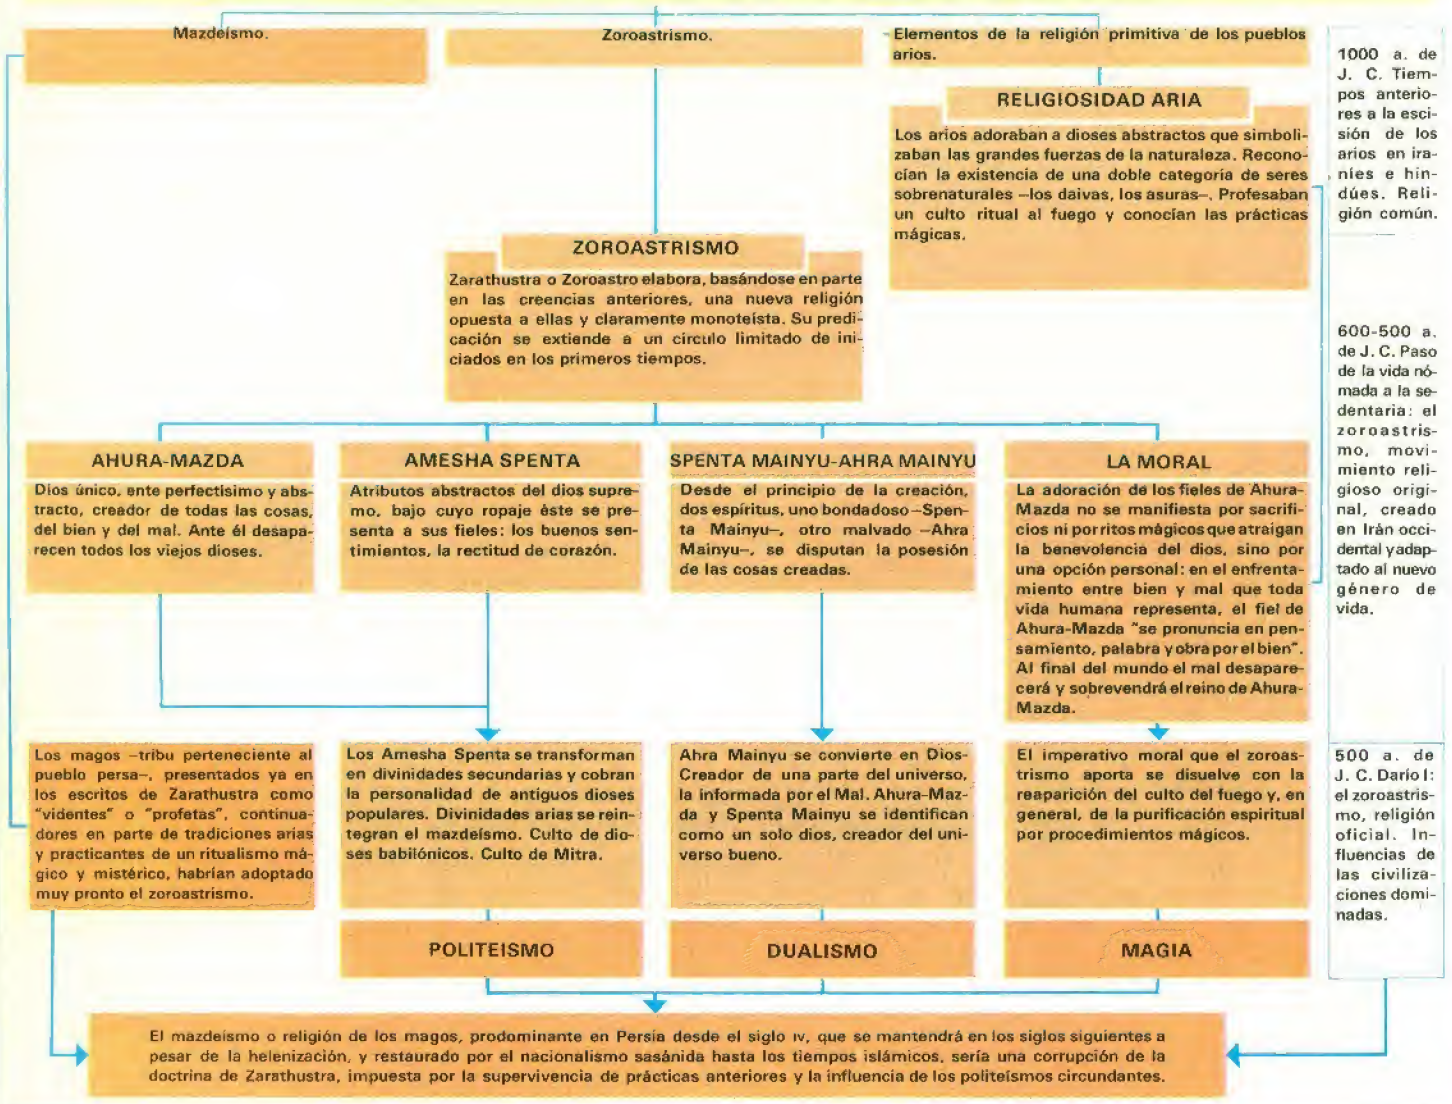 Mazdeísmo.
Zoroastrismo.
Elementos de la religión primitiva de los pueblos
arios.
RELIGIOSIDAD ARIA
Los arios adoraban a dioses abstractos que simboli-
zaban las grandes fuerzas de la naturaleza. Recono-
cían la existencia de una doble categoría de seres
sobrenaturales –los daivas, los asuras–. Profesaban
un culto ritual al fuego y conocían las prácticas
mágicas.
1000 a. de
J. C. Tiem-
pos anterio-
res a la esci-
sión de los
arios en ira-
níes e hin-
dúes. Reli-
gión común.
ZOROASTRISMO
Zarathustra o Zoroastro elabora, basándose en parte
en las creencias anteriores, una nueva religión
opuesta a ellas y claramente monoteísta. Su predi-
cación se extiende a un círculo limitado de ini-
ciados en los primeros tiempos.
600-500 a.
de J. C. Paso
de la vida nó-
mada a la se-
dentaria: el
zoroastris-
mo, movi-
miento reli-
gioso origi-
nal, creado
en Irán occi-
dental y adap-
tado al nuevo
género de
vida.
AHURA-MAZDA
Dios único, ente perfectísimo y abs-
tracto, creador de todas las cosas,
del bien y del mal. Ante él desapa-
recen todos los viejos dioses.
AMESHA SPENTA
Atributos abstractos del dios supre-
mo, bajo cuyo ropaje éste se pre-
senta a sus fieles: los buenos sen-
timientos, la rectitud de corazón.
SPENTA MAINYU-AHRA MAINYU
Desde el principio de la creación,
dos espíritus, uno bondadoso –Spen-
ta Mainyu–, otro malvado –Ahra
Mainyu–, se disputan la posesión
de las cosas creadas.
LA MORAL
La adoración de los fieles de Ahura-
Mazda no se manifiesta por sacrifi-
cios ni por ritos mágicos que atraigan
la benevolencia del dios, sino por
una opción personal: en el enfrenta-
miento entre bien y mal que toda
vida humana representa, el fiel de
Ahura-Mazda "se pronuncia en pen-
samiento, palabra y obra por el bien".
Al final del mundo el mal desapare-
cerá y sobrevendrá el reino de Ahura-
Mazda.
Los magos –tribu perteneciente al
pueblo persa–, presentados ya en
los escritos de Zarathustra como
"videntes" o "profetas", continua-
dores en parte de tradiciones arias
y practicantes de un ritualismo má-
gico y mistérico, habrían adoptado
muy pronto el zoroastrismo.
Los Amesha Spenta se transforman
en divinidades secundarias y cobran
la personalidad de antiguos dioses
populares. Divinidades arias se rein-
tegran el mazdeísmo. Culto de dio-
ses babilónicos. Culto de Mitra.
Ahra Mainyu se convierte en Dios-
Creador de una parte del universo,
la informada por el Mal. Ahura-Maz-
da y Spenta Mainyu se identifican
como un solo dios, creador del uni-
verso bueno.
El imperativo moral que el zoroas-
trismo aporta se disuelve con la
reaparición del culto del fuego y, en
general, de la purificación espiritual
por procedimientos mágicos.
500 a. de
J. C. Darío I:
el zoroastris-
mo, religión
oficial. In-
fluencias de
las civiliza-
ciones domi-
nadas.
POLITEISMO
DUALISMO
MAGIA
El mazdeísmo o religión de los magos, predominante en Persia desde el siglo IV, que se mantendrá en los siglos siguientes a
pesar de la helenización, y restaurado por el nacionalismo sasánida hasta los tiempos islámicos, sería una corrupción de la
doctrina de Zarathustra, impuesta por la supervivencia de prácticas anteriores y la influencia de los politeísmos circundantes.